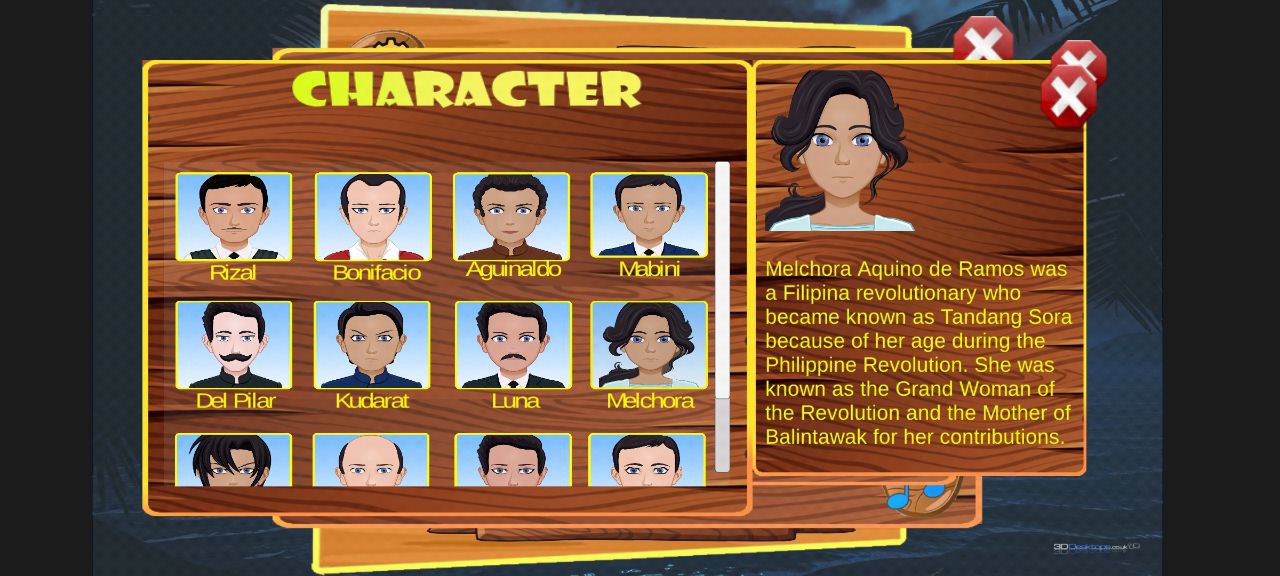 CHARACTER
Rizal
Bonifacio
Aguinaldo
Mabini
Del Pilar
Kudarat
Luna
Melchora
Melchora Aquino de Ramos was
a Filipina revolutionary who
became known as Tandang Sora
because of her age during the
Philippine Revolution. She was
known as the Grand Woman of
the Revolution and the Mother of
Balintawak for her contributions.
3DDesktops.co.uk